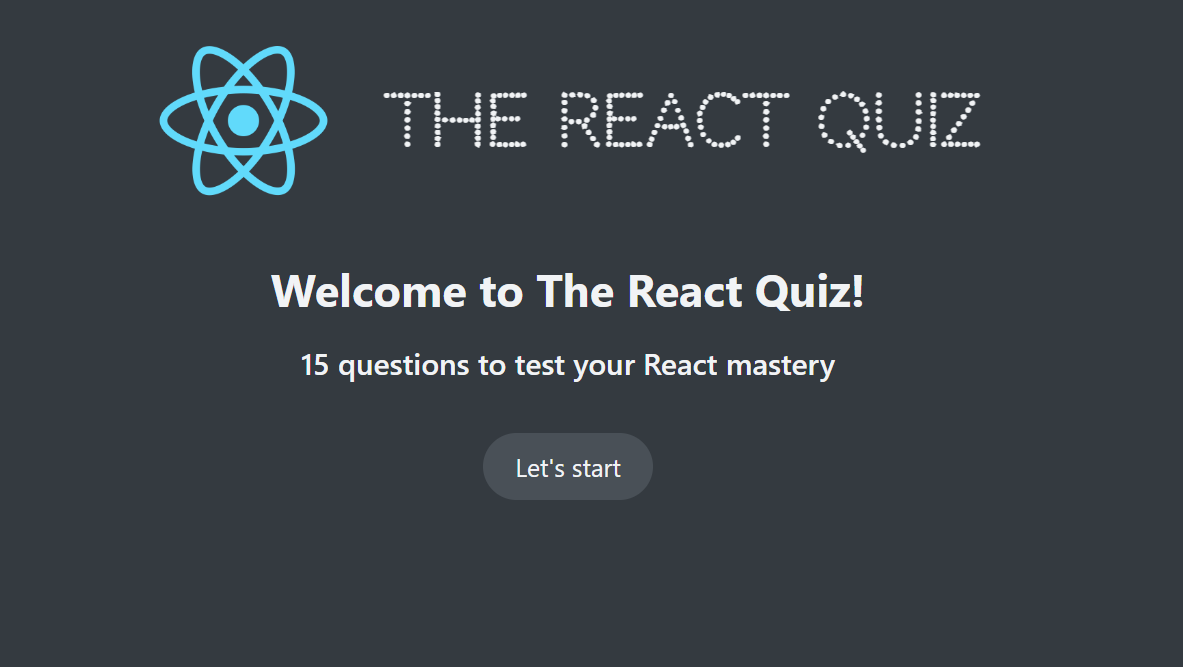 THE REACT QUIZ
Welcome to The React Quiz!
15 questions to test your React mastery
Let's start